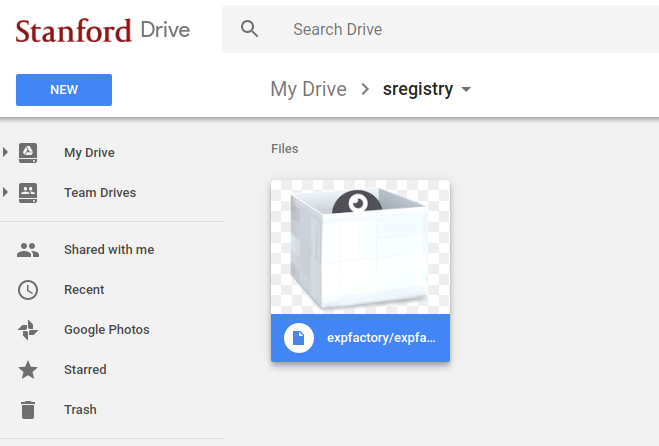 Stanford Drive
Search Drive
NEW
My Drive > sregistry
My Drive
Team Drives
Shared with me
Recent
Google Photos
Starred
Trash
Files
expfactory/expfa...